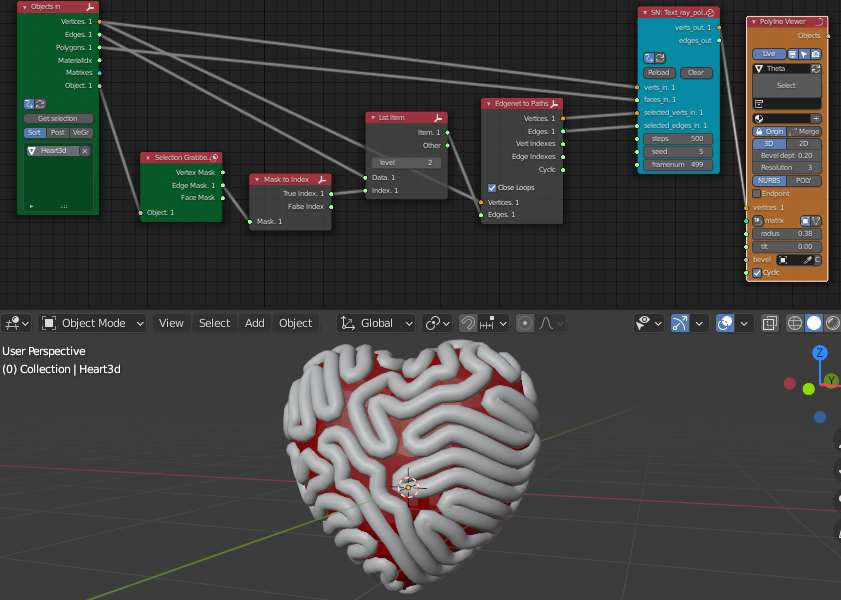 Objects in
Vertices. 1
Edges. 1
Polygons. 1
MaterialIdx
Matrixes
Object. 1
Get selection
Sort Post VeGr
Heart3d
Selection Grabbe..
Vertex Mask
Edge Mask. 1
Face Mask
Object. 1
Mask to Index
True Index. 1
False Index
Mask. 1
List Item
Item. 1
Other
level 2
Data. 1
Index. 1
Edgenet to Paths
Vertices. 1
Edges. 1
Vert Indexes
Edge Indexes
Cyclic
Close Loops
Vertices. 1
Edges. 1
SN: Text_ray_pol..
verts_out. 1
edges_out
Reload Clear
verts_in. 1
faces_in. 1
selected_verts_in. 1
selected_edges_in. 1
steps 500
seed 5
framenum 499
Polyline Viewer
Objects
Live
Theta
Select
Origin Merge
3D 2D
Bevel dept 0.20
Resolution 3
NURBS POLY
Endpoint
vertices. 1
matrix
radius 0.38
tilt 0.00
bevel C
Cyclic
Object Mode View Select Add Object Global
User Perspective
(0) Collection | Heart3d
Z
Y